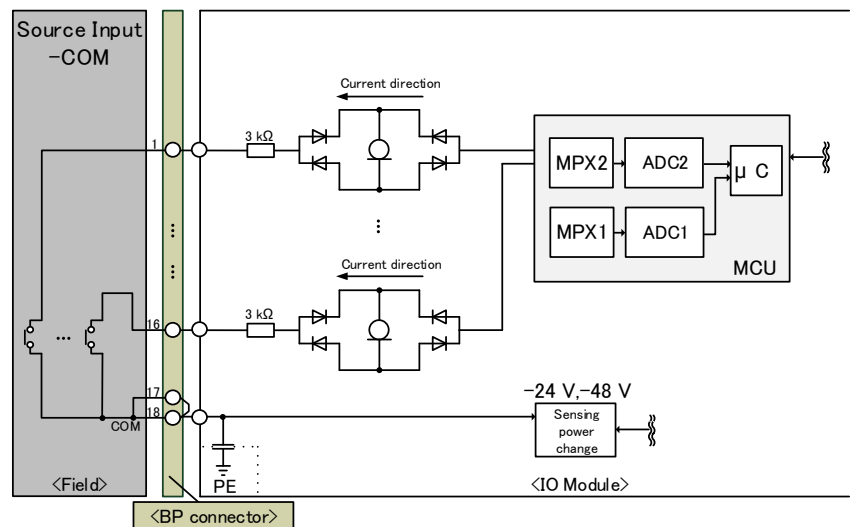 Source Input
-COM
Current direction
1
3 kΩ
MPX2
ADC2
μ C
MPX1
ADC1
MCU
Current direction
16
3 kΩ
17
-24 V,-48 V
18
COM
Sensing
power
change
PE
<Field>
<IO Module>
<BP connector>